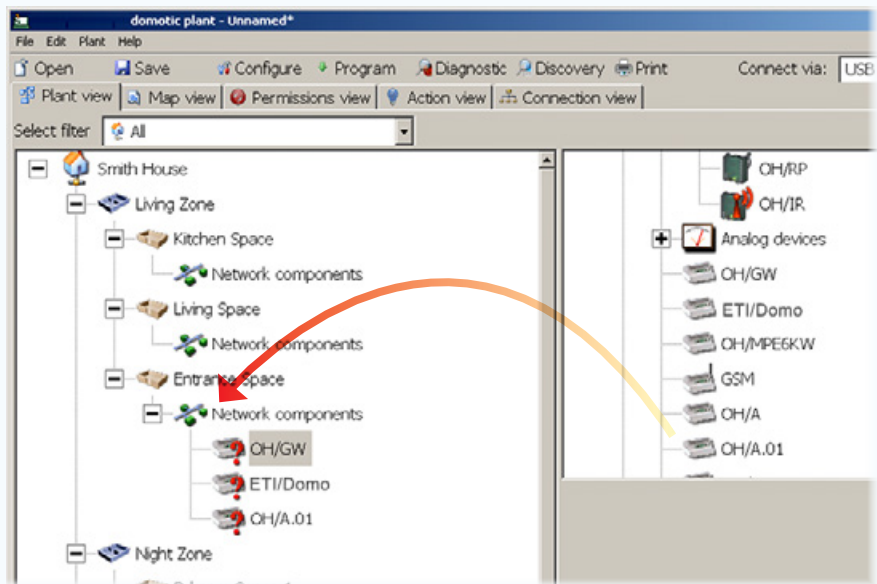 domotic plant - Unnamed*
File Edit Plant Help
Open Save Configure Program Diagnostic Discovery Print Connect via: USB
Plant view Map view Permissions view Action view Connection view
Select filter All
Smith House
Living Zone
Kitchen Space
Network components
Living Space
Network components
Entrance Space
Network components
OH/GW
ETI/Domo
OH/A.01
Night Zone
OH/RP
OH/IR
Analog devices
OH/GW
ETI/Domo
OH/MPE6KW
GSM
OH/A
OH/A.01